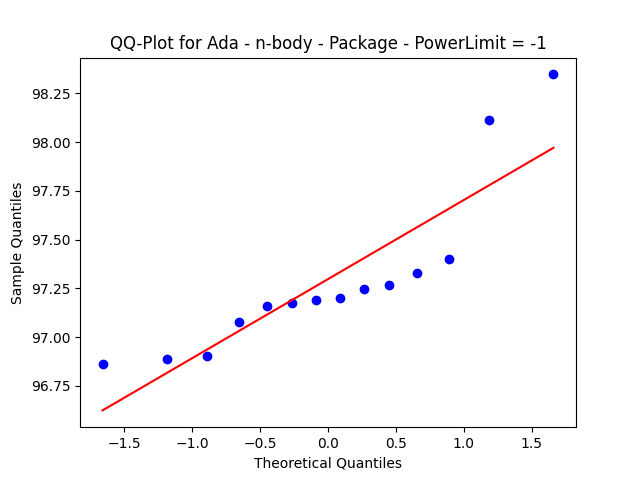 QQ-Plot for Ada - n-body - Package - PowerLimit = -1
98.25
98.00
97.75
97.50
97.25
97.00
96.75
Sample Quantiles
−1.5 −1.0 −0.5 0.0 0.5 1.0 1.5
Theoretical Quantiles